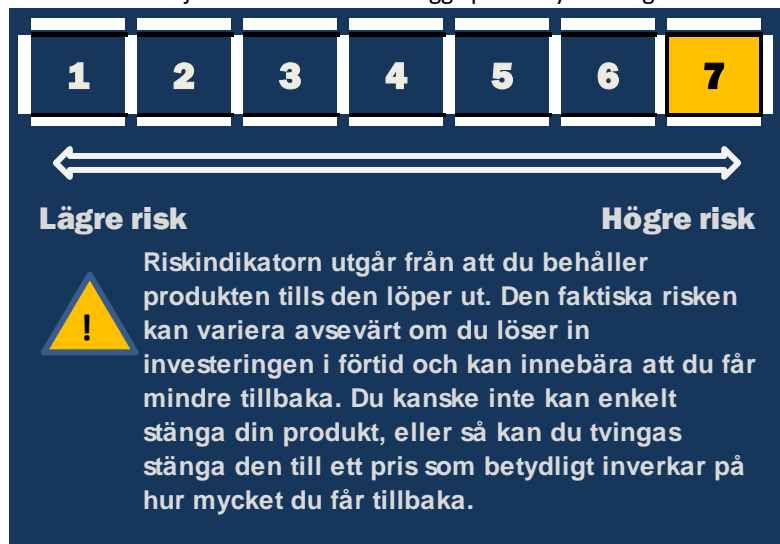 1 2 3 4 5 6 7
Lägre risk Högre risk
Riskindikatorn utgår från att du behåller
produkten tills den löper ut. Den faktiska risken
! kan variera avsevärt om du löser in
investeringen i förtid och kan innebära att du får
mindre tillbaka. Du kanske inte kan enkelt
stänga din produkt, eller så kan du tvingas
stänga den till ett pris som betydligt inverkar på
hur mycket du får tillbaka.